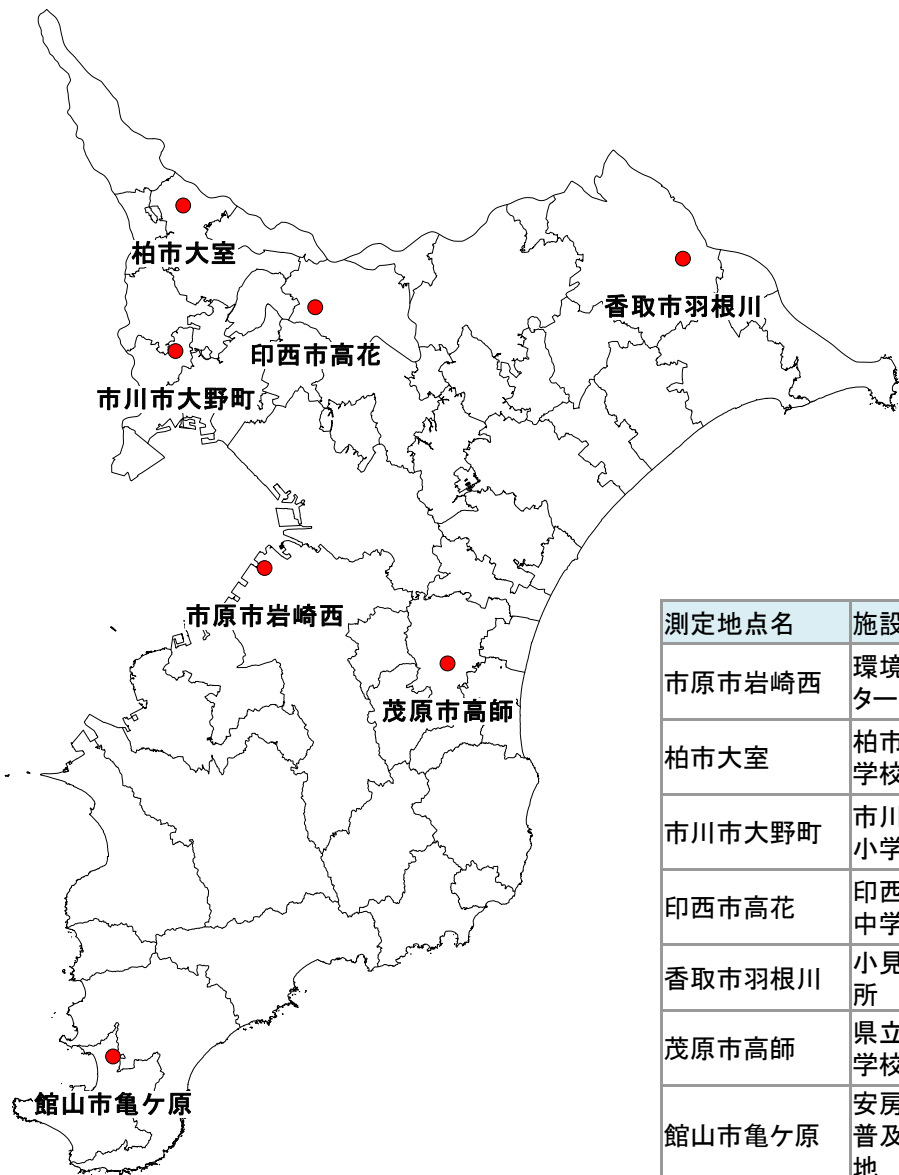 柏市大室
香取市羽根川
印西市高花
市川市大野町
市原市岩崎西
茂原市高師
館山市亀ケ原
測定地点名 施設
市原市岩崎西 環境
ター
柏市大室 柏市
学校
市川市大野町 市川
小学
印西市高花 印西
中学
香取市羽根川 小見
所
茂原市高師 県立
学校
館山市亀ケ原 安房
普及
地